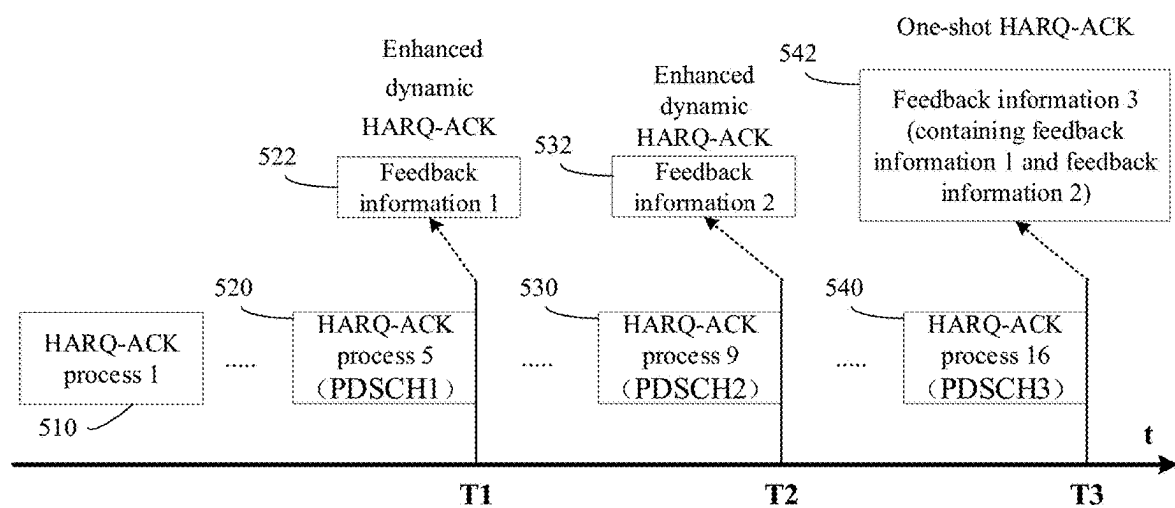 One-shot HARQ-ACK
542
Enhanced
dynamic
HARQ-ACK
Enhanced
dynamic
HARQ-ACK
522
Feedback
information 1
532
Feedback
information 2
Feedback information 3
(containing feedback
information 1 and feedback
information 2)
520
530
540
HARQ-ACK
process 1
.....
HARQ-ACK
process 5
(PDSCH1)
.....
HARQ-ACK
process 9
(PDSCH2)
.....
HARQ-ACK
process 16
(PDSCH3)
510
t
T1
T2
T3